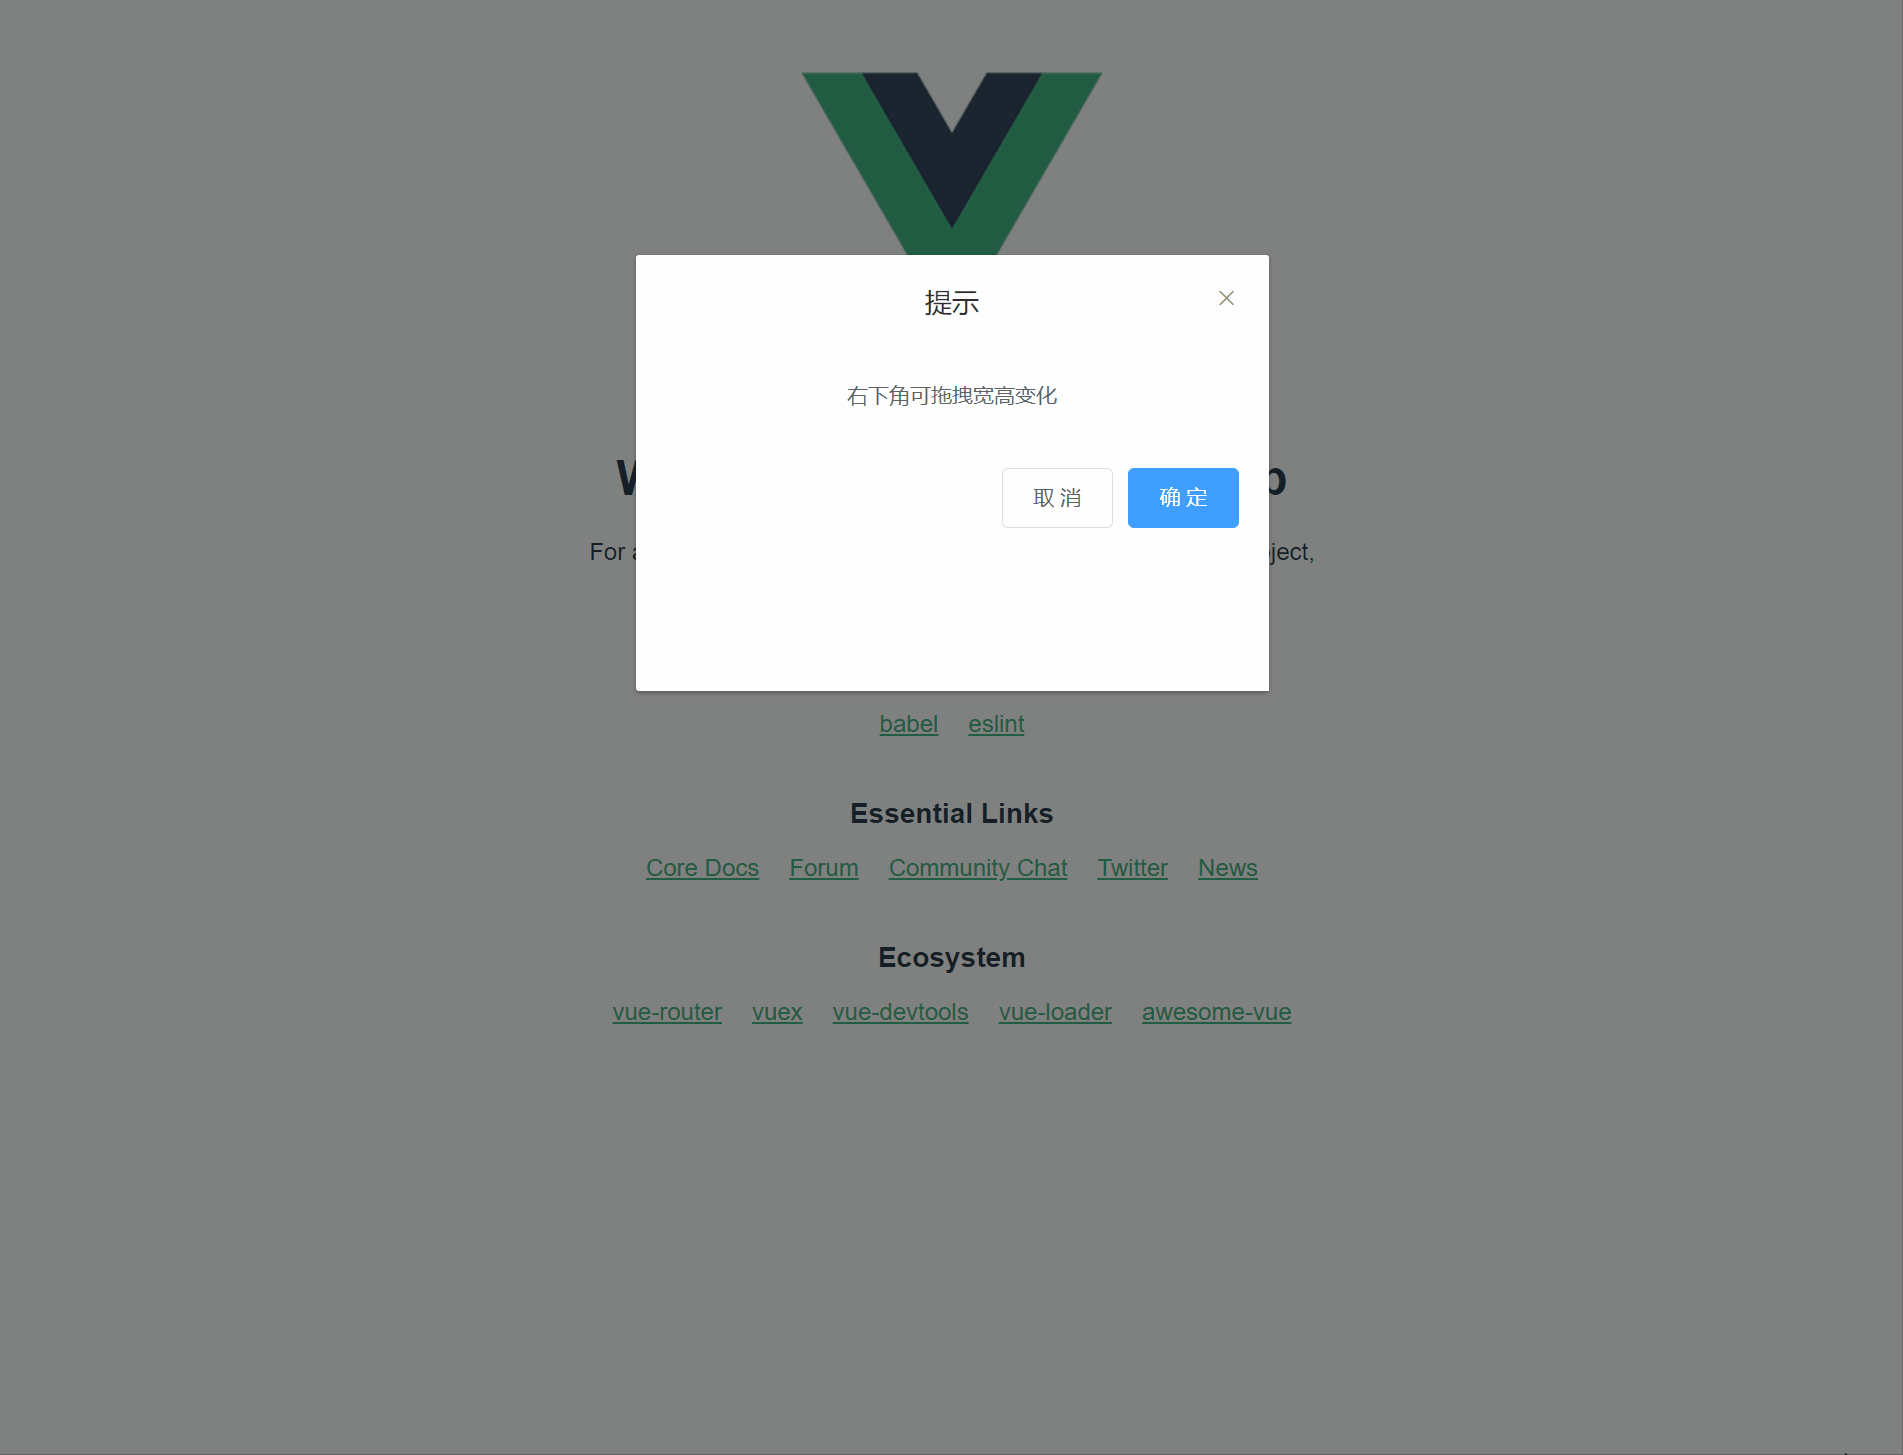 提示
右下角可拖拽宽高变化
取消 确定
For
babel eslint
Essential Links
Core Docs Forum Community Chat Twitter News
Ecosystem
vue-router vuex vue-devtools vue-loader awesome-vue